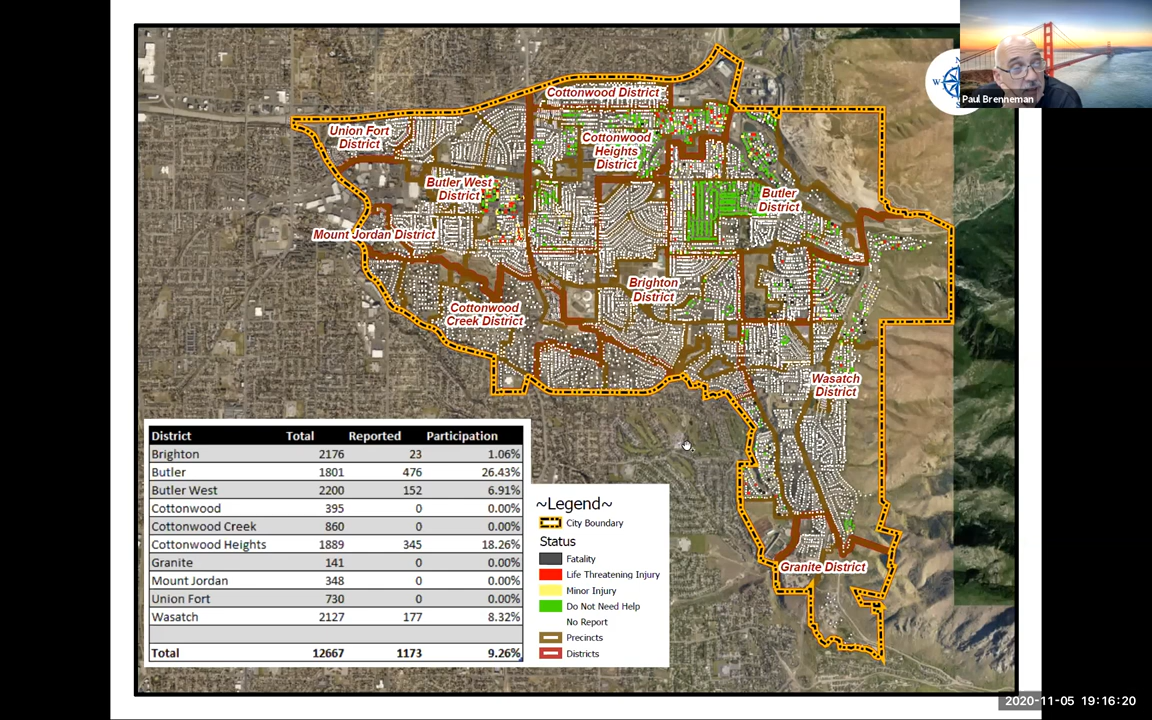 N
W
Paul Brenneman
Cottonwood District
Union Fort
District
Cottonwood
Heights
District
Butler West
District
Butler
District
Mount Jordan District
Brighton
District
Cottonwood
Creek District
Wasatch
District
Granite District
District Total Reported Participation
Brighton 2176 23 1.06%
Butler 1801 476 26.43%
Butler West 2200 152 6.91%
Cottonwood 395 0 0.00%
Cottonwood Creek 860 0 0.00%
Cottonwood Heights 1889 345 18.26%
Granite 141 0 0.00%
Mount Jordan 348 0 0.00%
Union Fort 730 0 0.00%
Wasatch 2127 177 8.32%
Total 12667 1173 9.26%
~Legend~
City Boundary
Status
Fatality
Life Threatening Injury
Minor Injury
Do Not Need Help
No Report
Precincts
Districts
2020-11-05 19:16:20